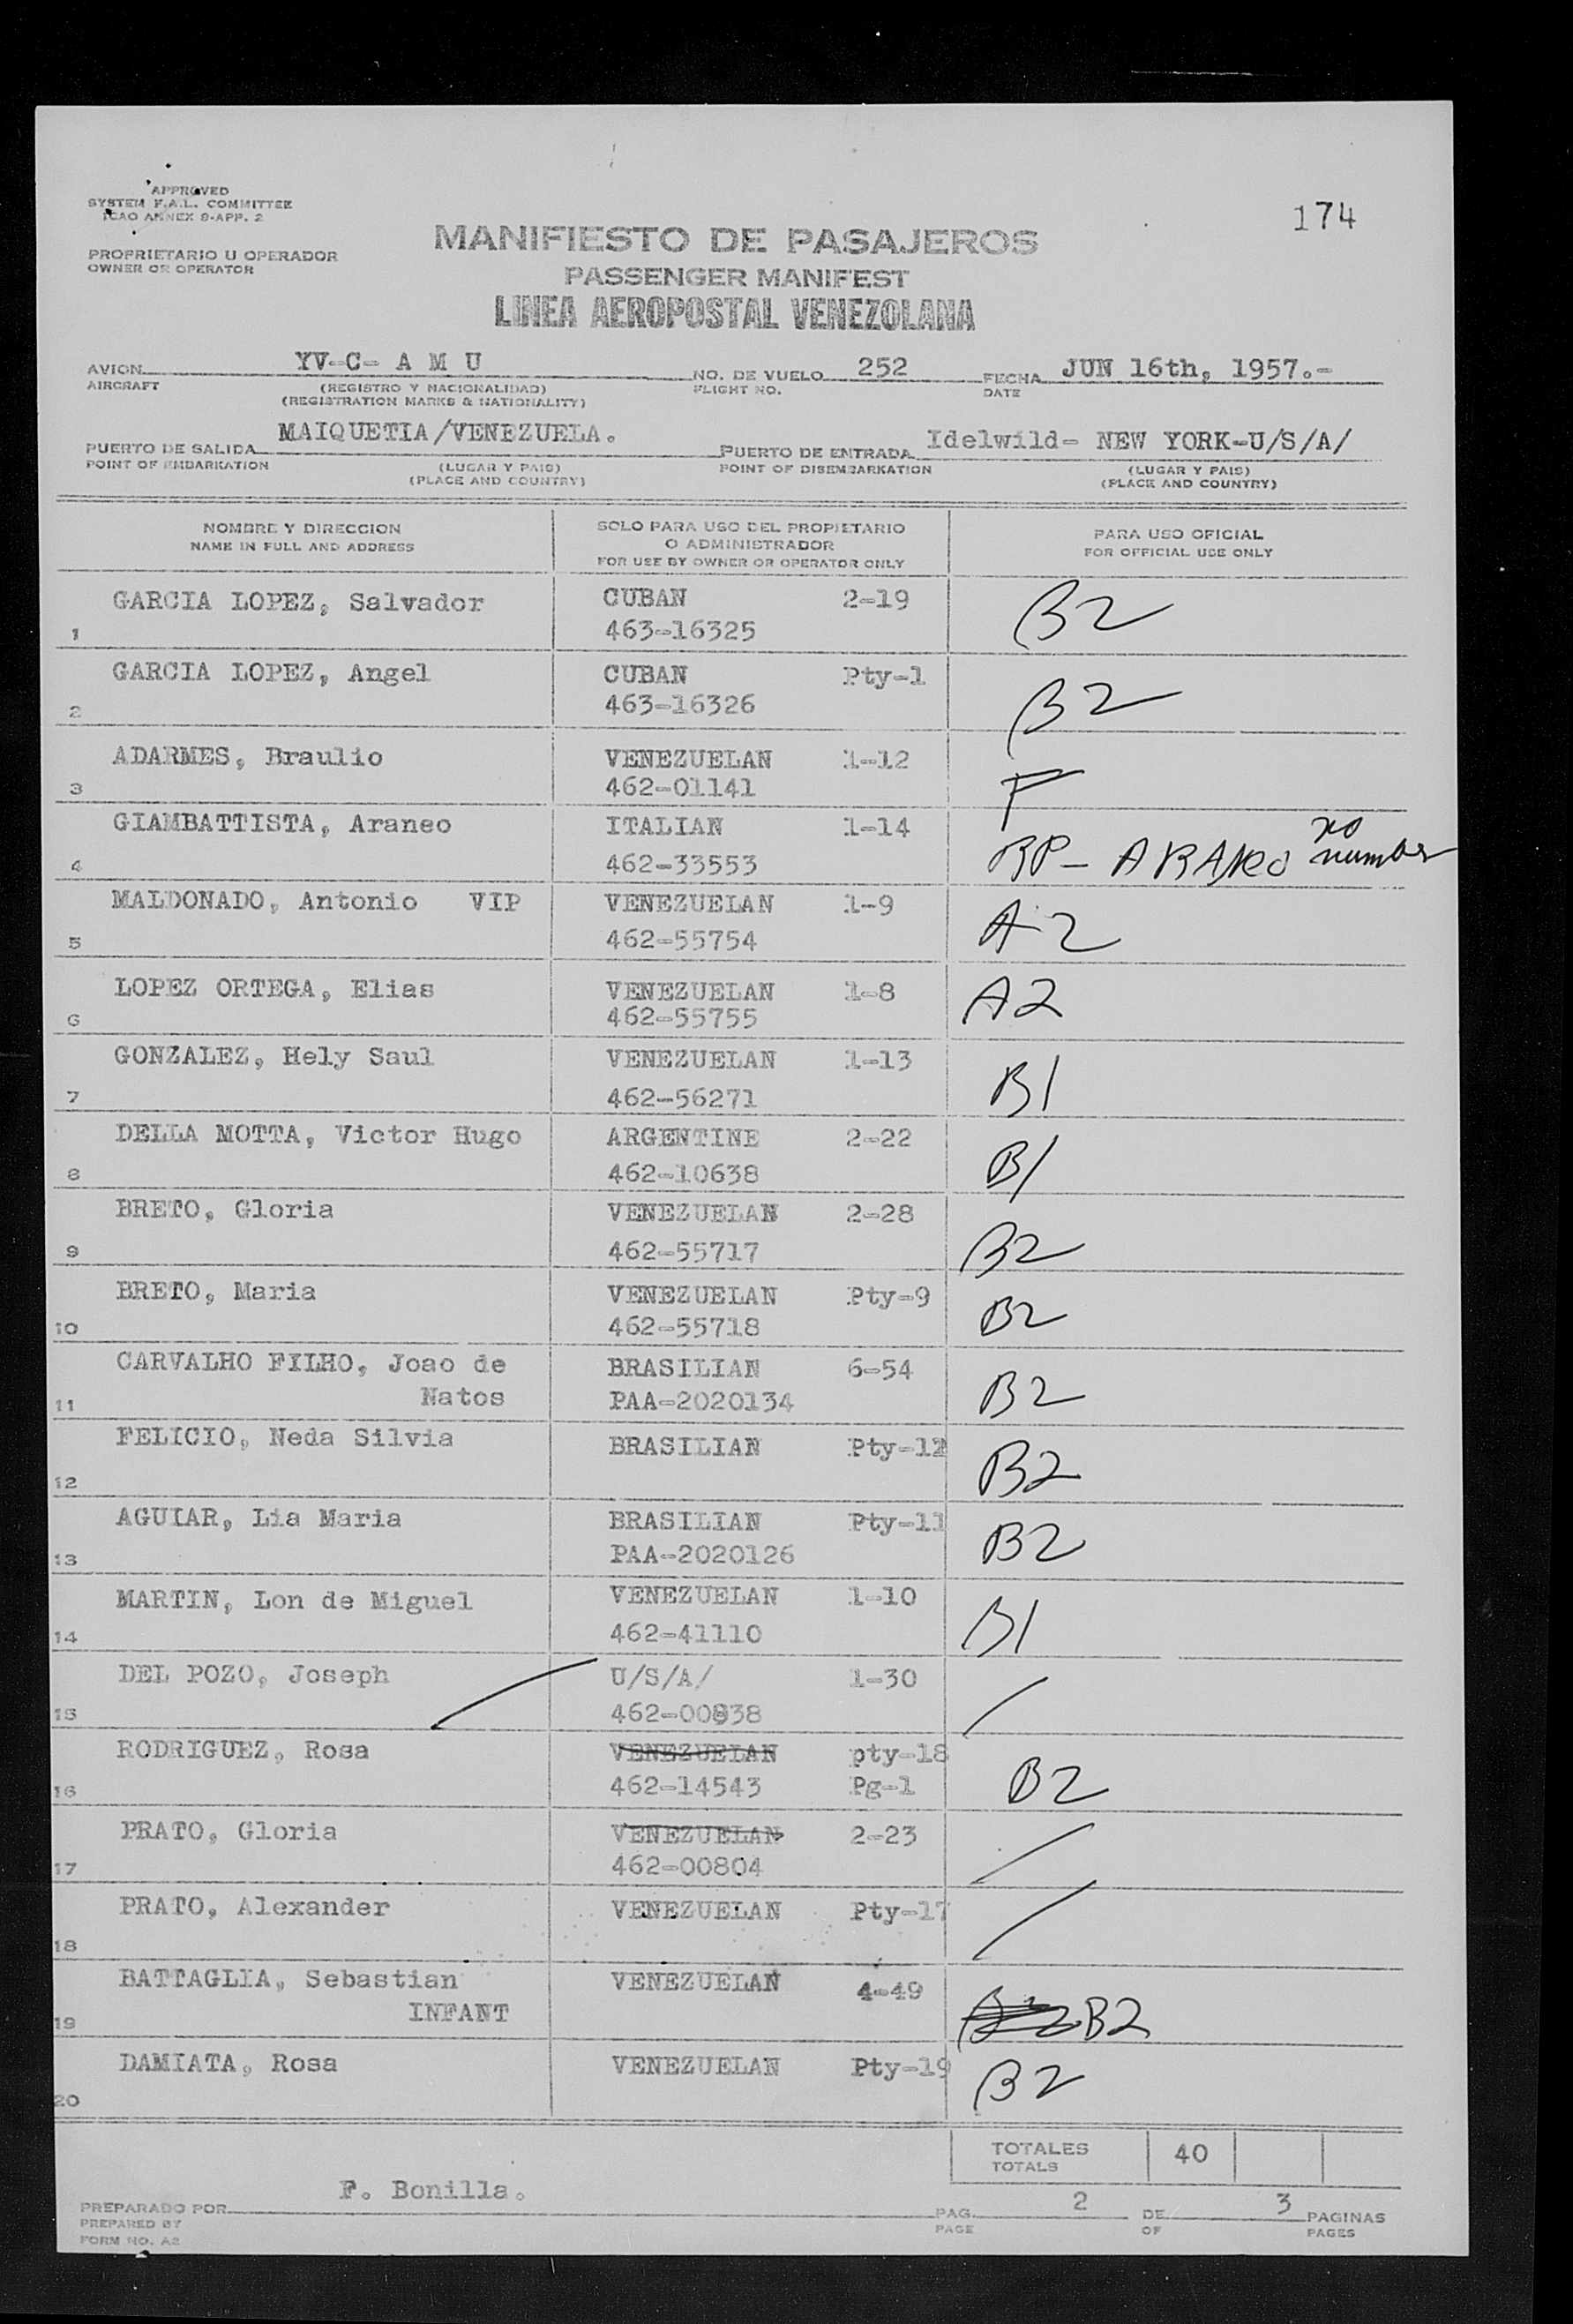 APPROVED
SYSTEM F.A.L. COMMITTEE
ICAO ANNEX 9-APP. 2
174
PROPRIETARIO U OPERADOR
OWNER OR OPERATOR
MANIFIESTO DE PASAJEROS
PASSENGER MANIFEST
LINEA AEROPOSTAL VENEZOLANA
AVION YV-C- A M U NO. DE VUELO 252 FECHA JUN 16th, 1957.-
AIRCRAFT (REGISTRO Y NACIONALIDAD) FLIGHT NO. DATE
(REGISTRATION MARKS & NATIONALITY)
PUERTO DE SALIDA MAIQUETIA/VENEZUELA. PUERTO DE ENTRADA Idelwild- NEW YORK-U/S/A/
POINT OF EMBARKATION (LUGAR Y PAIS) POINT OF DISEMBARKATION (LUGAR Y PAIS)
(PLACE AND COUNTRY) (PLACE AND COUNTRY)
NOMBRE Y DIRECCION SOLO PARA USO DEL PROPIETARIO PARA USO OFICIAL
NAME IN FULL AND ADDRESS O ADMINISTRADOR FOR OFFICIAL USE ONLY
FOR USE BY OWNER OR OPERATOR ONLY
GARCIA LOPEZ, Salvador CUBAN 2-19 B2
1 463-16325
GARCIA LOPEZ, Angel CUBAN Pty-1 B2
2 463-16326
ADARMES, Braulio VENEZUELAN 1-12 F
3 462-01141
GIAMBATTISTA, Araneo ITALIAN 1-14 RP- ARANEO no number
4 462-33553
MALDONADO, Antonio VIP VENEZUELAN 1-9 A2
5 462-55754
LOPEZ ORTEGA, Elias VENEZUELAN 1-8 A2
6 462-55755
GONZALEZ, Hely Saul VENEZUELAN 1-13 B1
7 462-56271
DELLA MOTTA, Victor Hugo ARGENTINE 2-22 B1
8 462-10638
BRETO, Gloria VENEZUELAN 2-28 B2
9 462-55717
BRETO, Maria VENEZUELAN Pty-9 B2
10 462-55718
CARVALHO FILHO, Joao de BRASILIAN 6-54 B2
11 Natos PAA-2020134
FELICIO, Neda Silvia BRASILIAN Pty-12 B2
12
AGUIAR, Lia Maria BRASILIAN Pty-11 B2
13 PAA-2020126
MARTIN, Lon de Miguel VENEZUELAN 1-10 B1
14 462-41110
DEL POZO, Joseph U/S/A/ 1-30
15 462-00838
RODRIGUEZ, Rosa VENEZUELAN pty-18 B2
16 462-14543 Pg-1
PRATO, Gloria VENEZUELAN 2-23
17 462-00804
PRATO, Alexander VENEZUELAN Pty-17
18
BATTAGLIA, Sebastian VENEZUELAN 4-49 B2
19 INFANT
DAMIATA, Rosa VENEZUELAN Pty-19 B2
20
TOTALES 40
TOTALS
PREPARADO POR F. Bonilla. PAG. 2 DE 3 PAGINAS
PREPARED BY PAGE OF PAGES
FORM NO. A2